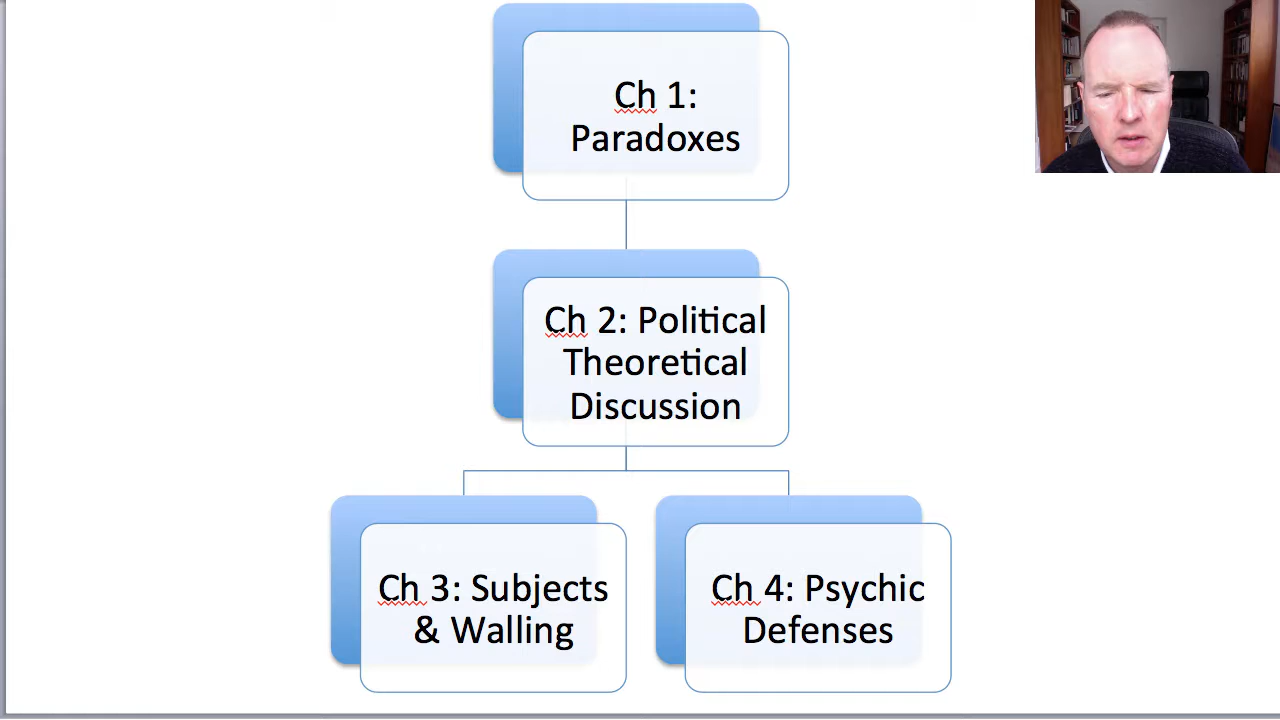 Ch 1:
Paradoxes
Ch 2: Political
Theoretical
Discussion
Ch 3: Subjects
& Walling
Ch 4: Psychic
Defenses